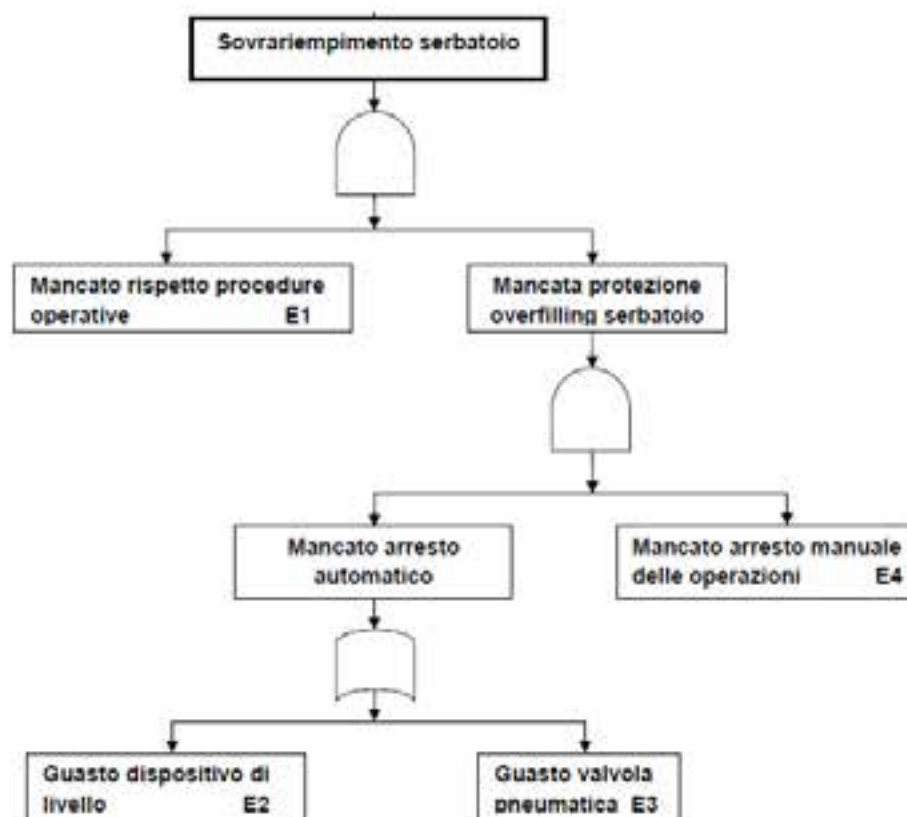 Sovrariempimento serbatoio
Mancato rispetto procedure
operative E1
Mancata protezione
overfilling serbatoio
Mancato arresto
automatico
Mancato arresto manuale
delle operazioni E4
Guasto dispositivo di
livello E2
Guasto valvola
pneumatica E3